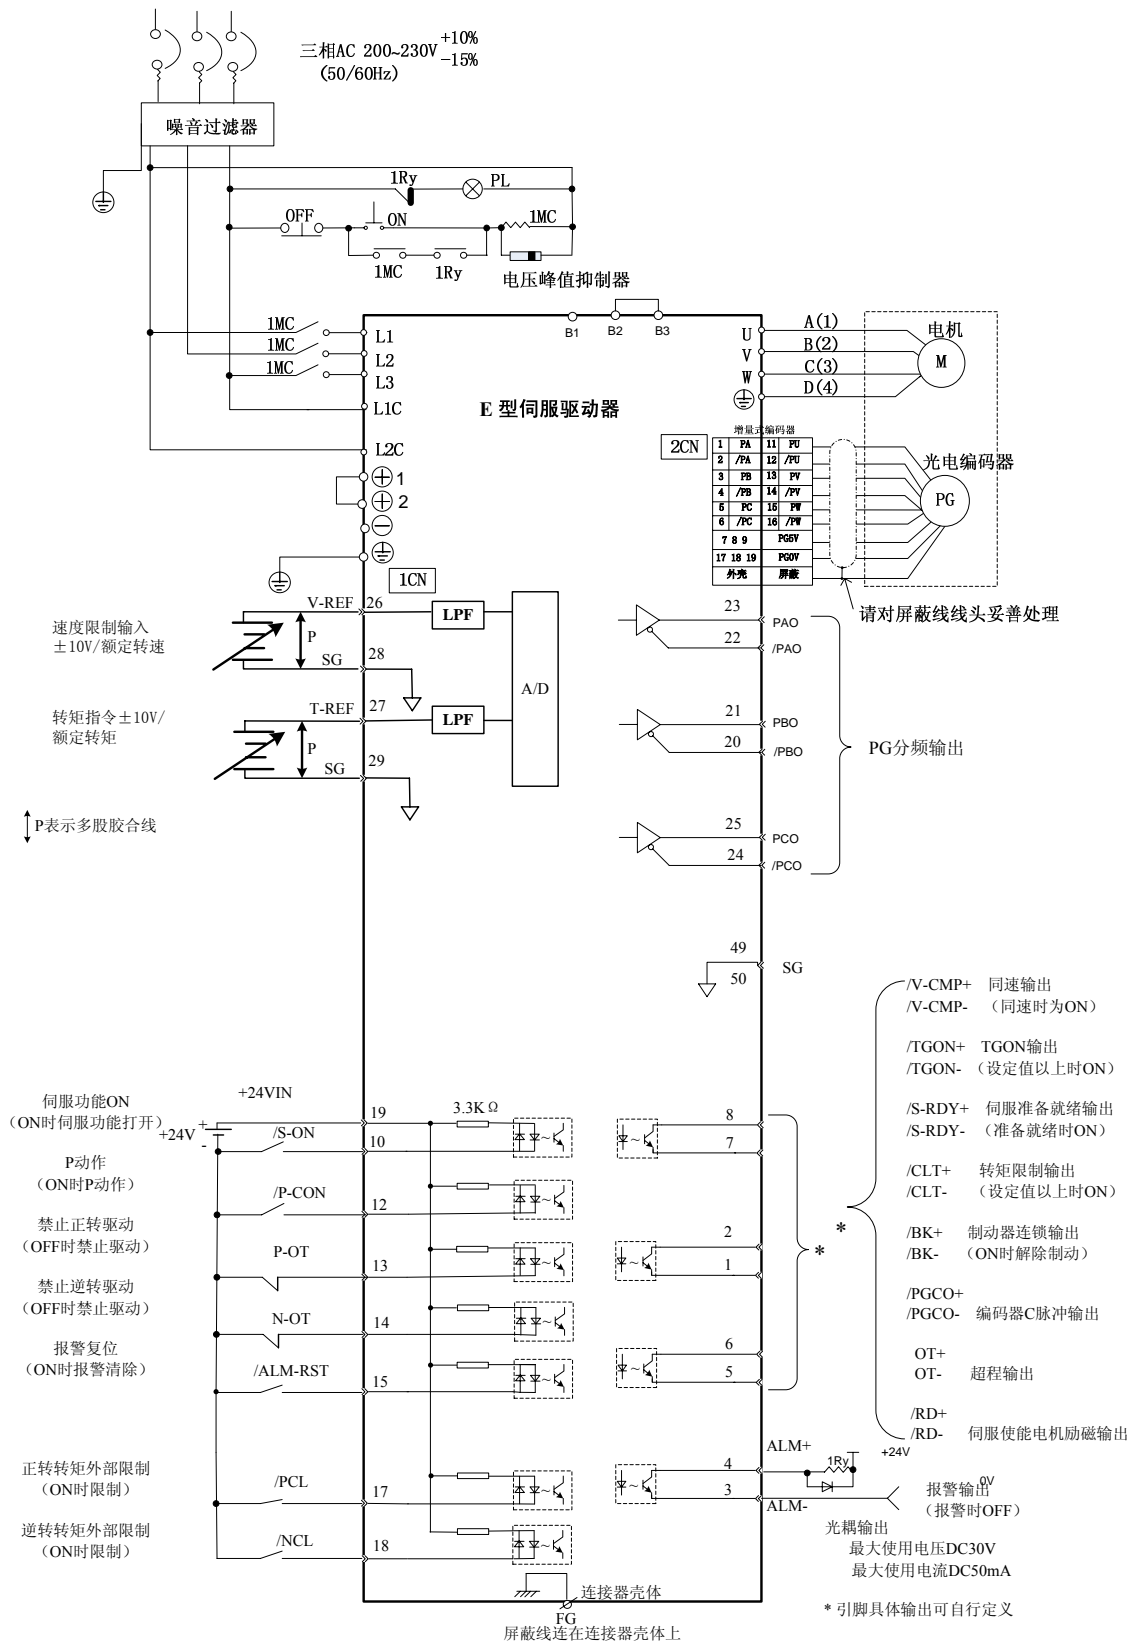 三相AC 200~230V +10% -15%
(50/60Hz)
噪音过滤器
1Ry
PL
OFF
ON
1MC
1MC
1Ry
电压峰值抑制器
B1
B2
B3
1MC
L1
1MC
L2
1MC
L3
L1C
L2C
1
2
E 型伺服驱动器
U
V
W
A(1)
B(2)
C(3)
D(4)
电机
M
2CN
增量式编码器
1 PA 11 PU
2 /PA 12 /PU
3 PB 13 PV
4 /PB 14 /PV
5 PC 15 PW
6 /PC 16 /PW
7 8 9 PG5V
17 18 19 PG0V
外壳 屏蔽
光电编码器
PG
请对屏蔽线线头妥善处理
1CN
速度限制输入
±10V/额定转速
V-REF
26
P
SG
28
LPF
A/D
转矩指令±10V/
额定转矩
T-REF
27
P
SG
29
LPF
P表示多股胶合线
23
PAO
22
/PAO
21
PBO
20
/PBO
25
PCO
24
/PCO
PG分频输出
49
SG
50
+24VIN
+24V
+
-
3.3K Ω
伺服功能ON
（ON时伺服功能打开）
19
/S-ON
10
P动作
（ON时P动作）
/P-CON
12
禁止正转驱动
（OFF时禁止驱动）
P-OT
13
禁止逆转驱动
（OFF时禁止驱动）
N-OT
14
报警复位
（ON时报警清除）
/ALM-RST
15
正转转矩外部限制
（ON时限制）
/PCL
17
逆转转矩外部限制
（ON时限制）
/NCL
18
8
7
2
1
6
5
4
3
*
*
/V-CMP+ 同速输出
/V-CMP- （同速时为ON）
/TGON+ TGON输出
/TGON- （设定值以上时ON）
/S-RDY+ 伺服准备就绪输出
/S-RDY- （准备就绪时ON）
/CLT+ 转矩限制输出
/CLT- （设定值以上时ON）
/BK+ 制动器连锁输出
/BK- （ON时解除制动）
/PGCO+
/PGCO- 编码器C脉冲输出
OT+
OT- 超程输出
/RD+
/RD- 伺服使能电机励磁输出
ALM+
+24V
1Ry
0V
ALM-
报警输出
（报警时OFF）
光耦输出
最大使用电压DC30V
最大使用电流DC50mA
* 引脚具体输出可自行定义
连接器壳体
FG
屏蔽线连在连接器壳体上